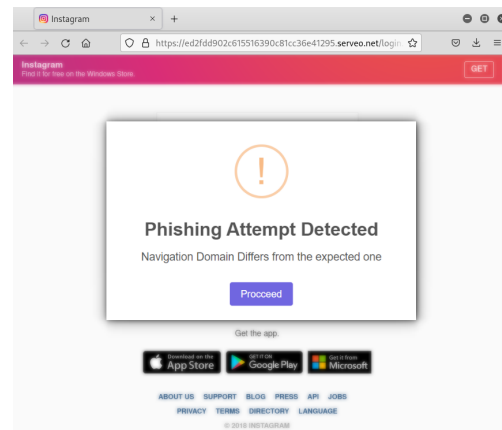 Instagram
https://ed2fdd902c615516390c81cc36e41295.serveo.net/login
Instagram
Find it for free on the Windows Store
GET
!
Phishing Attempt Detected
Navigation Domain Differs from the expected one
Procceed
Get the app.
Download on the
App Store
GET IT ON
Google Play
Get it from
Microsoft
ABOUT US SUPPORT BLOG PRESS API JOBS
PRIVACY TERMS DIRECTORY LANGUAGE
© 2018 INSTAGRAM